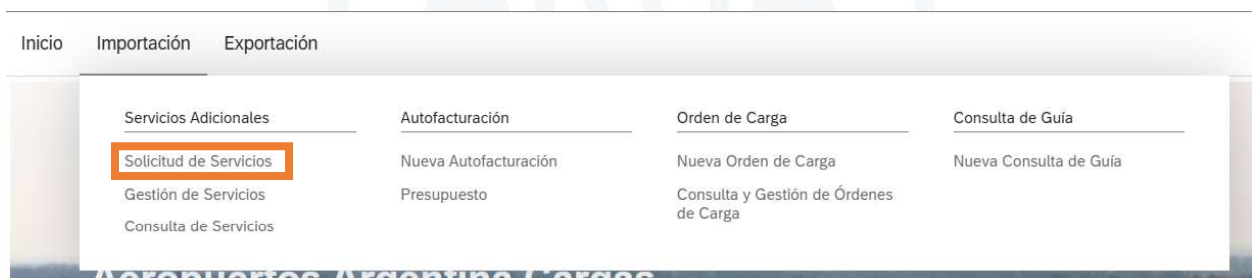 Inicio Importación Exportación
Servicios Adicionales Autofacturación Orden de Carga Consulta de Guía
Solicitud de Servicios Nueva Autofacturación Nueva Orden de Carga Nueva Consulta de Guía
Gestión de Servicios Presupuesto Consulta y Gestión de Órdenes
de Carga
Consulta de Servicios
Aeropuertos Argentina Cargas